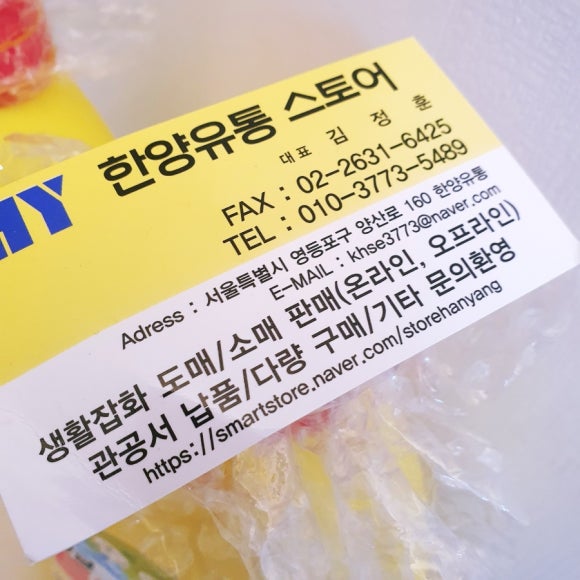 HY
한양유통 스토어
대표 김 정 훈
FAX : 02-2631-6425
TEL : 010-3773-5489
Adress : 서울특별시 영등포구 양산로 160 한양유통
E-MAIL : khse3773@naver.com
생활잡화 도매/소매 판매(온라인, 오프라인)
관공서 납품/다량 구매/기타 문의환영
https://smartstore.naver.com/storehanyang